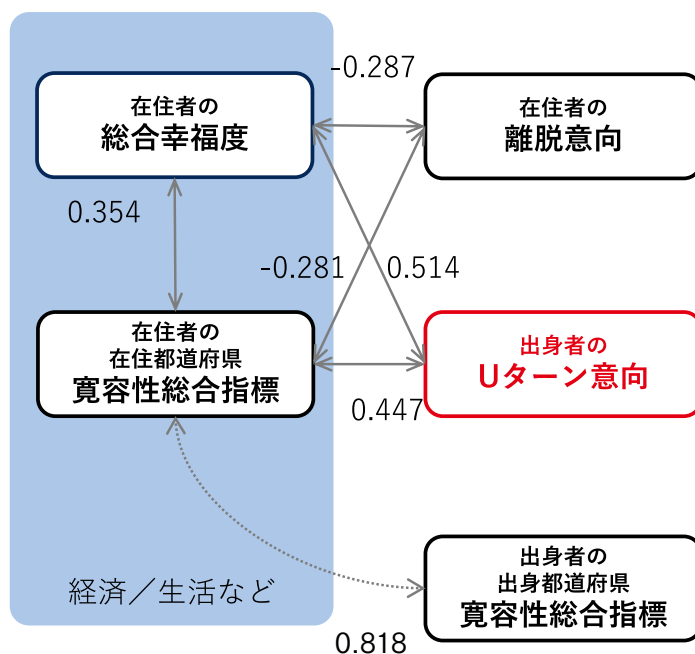 -0.287
在住者の
総合幸福度
在住者の
離脱意向
0.354
-0.281
0.514
在住者の
在住都道府県
寛容性総合指標
出身者の
Uターン意向
0.447
出身者の
出身都道府県
寛容性総合指標
経済／生活など
0.818